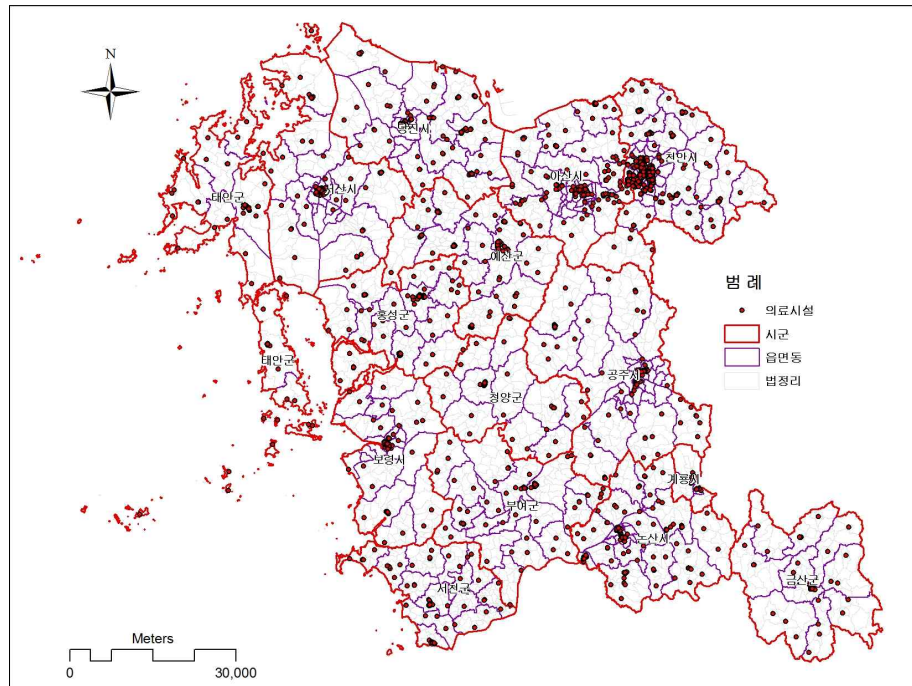 N
당진시
천안시
아산시
서산시
태안군
예산군
홍성군
태안군
공주시
청양군
보령시
계룡시
부여군
논산시
금산군
서천군
범 례
의료시설
시군
읍면동
법정리
Meters
0
30,000